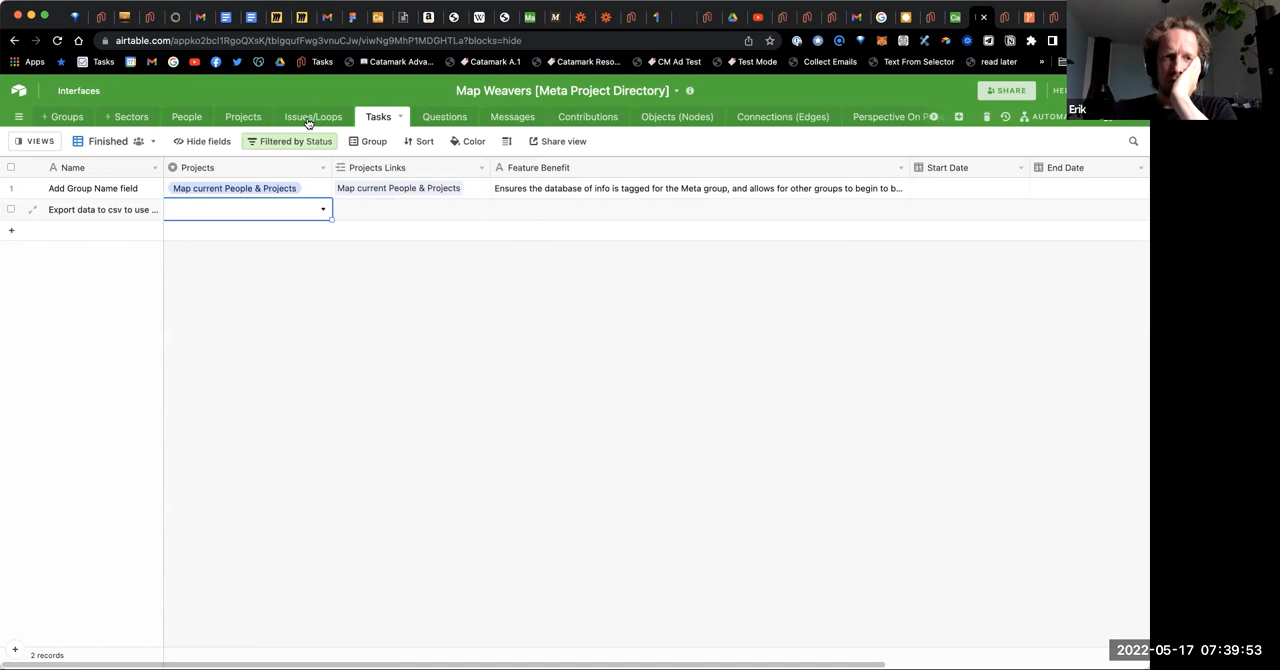 airtable.com/appko2bcl1RgoQXsK/tblgqufFwg3vnuCJw/viwNg9MhP1MDGHTLa?blocks=hide
Apps Tasks Tasks Catamark Adva... Catamark A.1 Catamark Reso... CM Ad Test Test Mode Collect Emails Text From Selector read later »
Interfaces Map Weavers [Meta Project Directory] SHARE HE
Erik
Groups Sectors People Projects Issues/Loops Tasks Questions Messages Contributions Objects (Nodes) Connections (Edges) Perspective On P AUTOMA
VIEWS Finished Hide fields Filtered by Status Group Sort Color Share view
Name Projects Projects Links Feature Benefit Start Date End Date
1 Add Group Name field Map current People & Projects Map current People & Projects Ensures the database of info is tagged for the Meta group, and allows for other groups to begin to b...
Export data to csv to use ...
+
+
2 records
2022-05-17 07:39:53